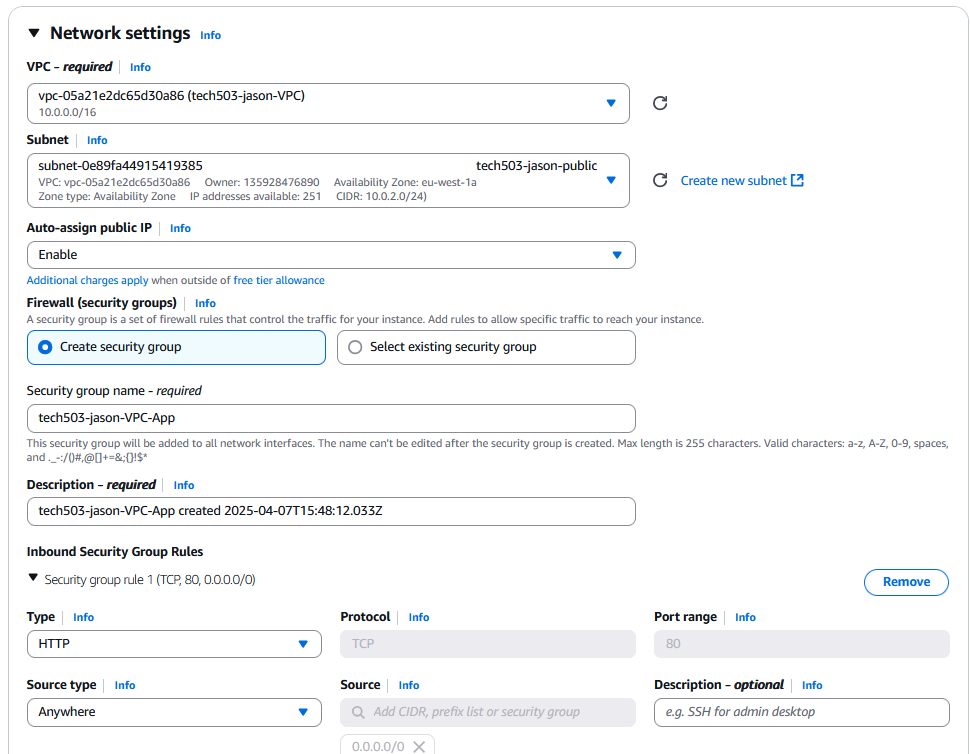 Network settings Info
VPC – required Info
vpc-05a21e2dc65d30a86 (tech503-jason-VPC)
10.0.0.0/16
Subnet Info
subnet-0e89fa44915419385 tech503-jason-public
VPC: vpc-05a21e2dc65d30a86 Owner: 135928476890 Availability Zone: eu-west-1a
Zone type: Availability Zone IP addresses available: 251 CIDR: 10.0.2.0/24)
Create new subnet
Auto-assign public IP Info
Enable
Additional charges apply when outside of free tier allowance
Firewall (security groups) Info
A security group is a set of firewall rules that control the traffic for your instance. Add rules to allow specific traffic to reach your instance.
Create security group Select existing security group
Security group name - required
tech503-jason-VPC-App
This security group will be added to all network interfaces. The name can't be edited after the security group is created. Max length is 255 characters. Valid characters: a-z, A-Z, 0-9, spaces,
and ._-:/()#,@[]+=&;{}!$*
Description – required Info
tech503-jason-VPC-App created 2025-04-07T15:48:12.033Z
Inbound Security Group Rules
Security group rule 1 (TCP, 80, 0.0.0.0/0) Remove
Type Info Protocol Info Port range Info
HTTP TCP 80
Source type Info Source Info Description – optional Info
Anywhere Add CIDR, prefix list or security group e.g. SSH for admin desktop
0.0.0.0/0